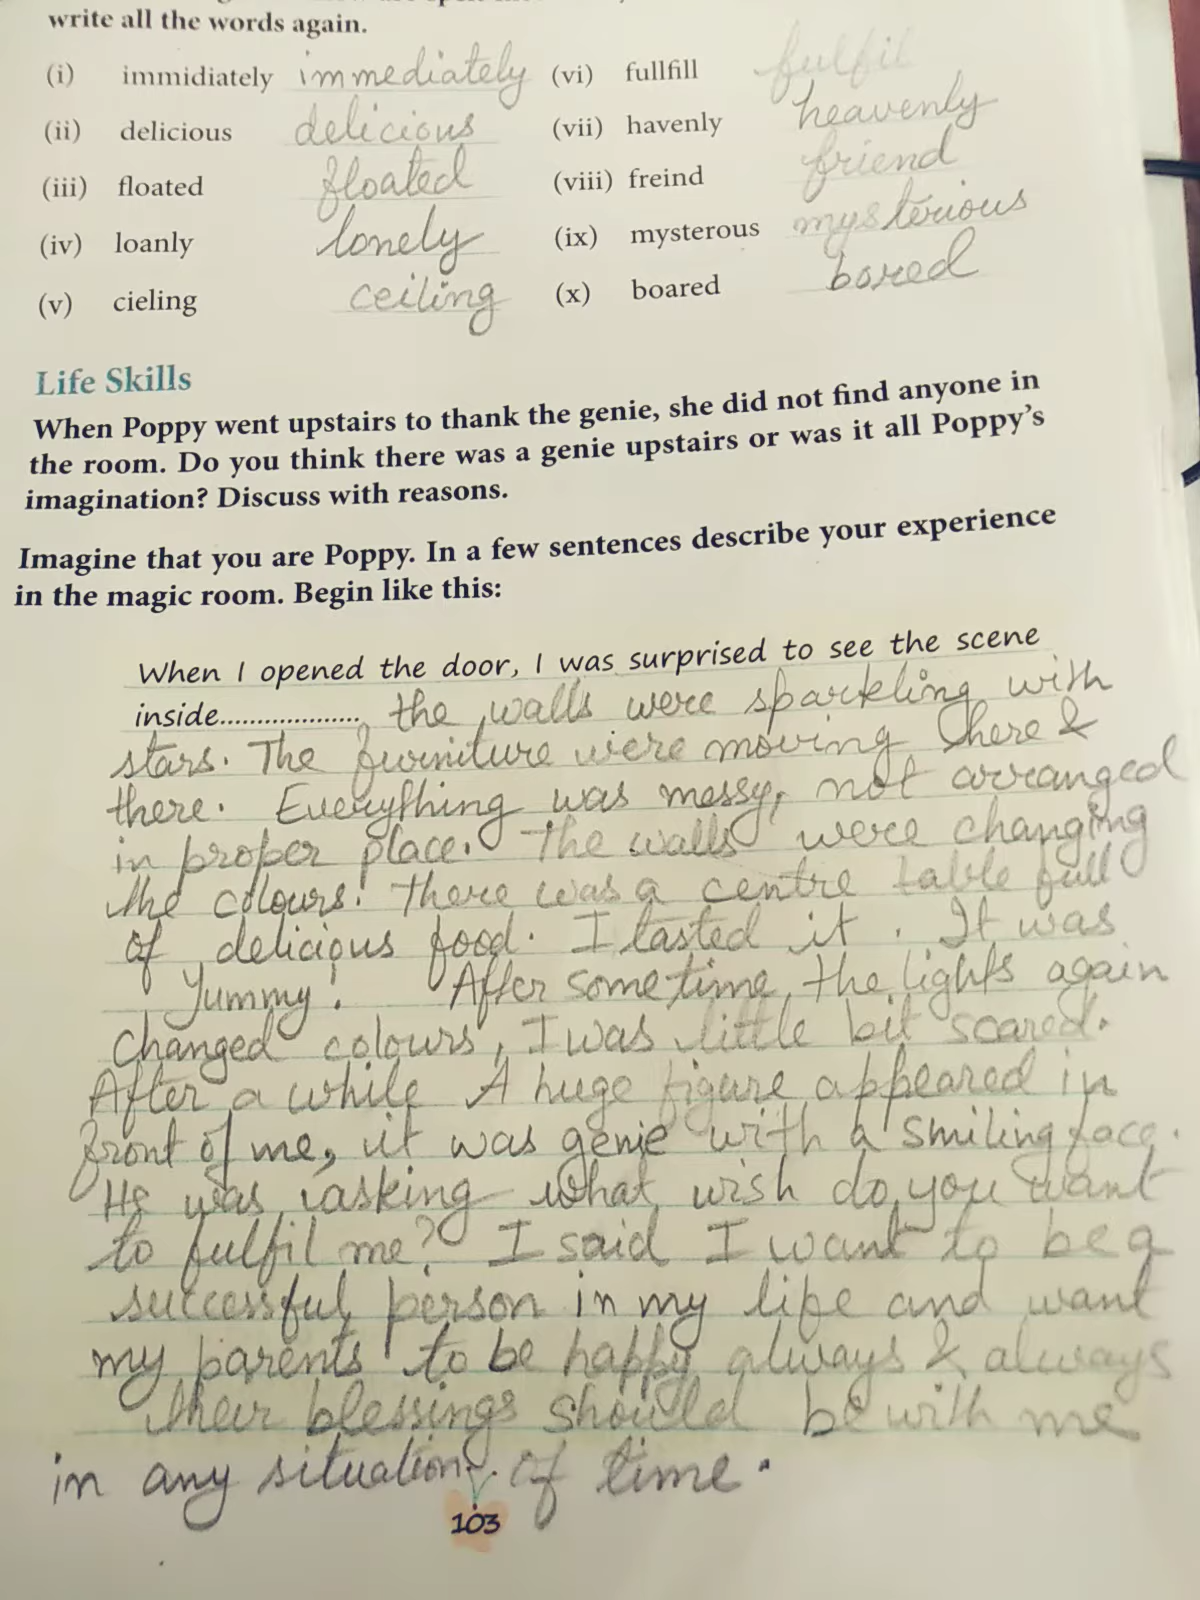 write all the words again.
(i) immidiately immediately (vi) fullfill fulfil
(ii) delicious delicious (vii) havenly heavenly
(iii) floated floated (viii) freind friend
(iv) loanly lonely (ix) mysterous mysterious
(v) cieling ceiling (x) boared bored
Life Skills
When Poppy went upstairs to thank the genie, she did not find anyone in
the room. Do you think there was a genie upstairs or was it all Poppy's
imagination? Discuss with reasons.
Imagine that you are Poppy. In a few sentences describe your experience
in the magic room. Begin like this:
When I opened the door, I was surprised to see the scene
inside................... the walls were sparkling with
stars. The furniture were moving here &
there. Everything was messy, not arranged
in proper place. The walls were changing
the colours! There was a centre table full
of delicious food. I tasted it. It was
Yummy! After some time, the lights again
changed colours, I was little bit scared.
After a while A huge figure appeared in
front of me, it was genie with a smiling face.
He was asking what wish do you want
to fulfil me? I said I want to be a
successful person in my life and want
my parents to be happy always & always
their blessings should be with me
in any situation of time.
103